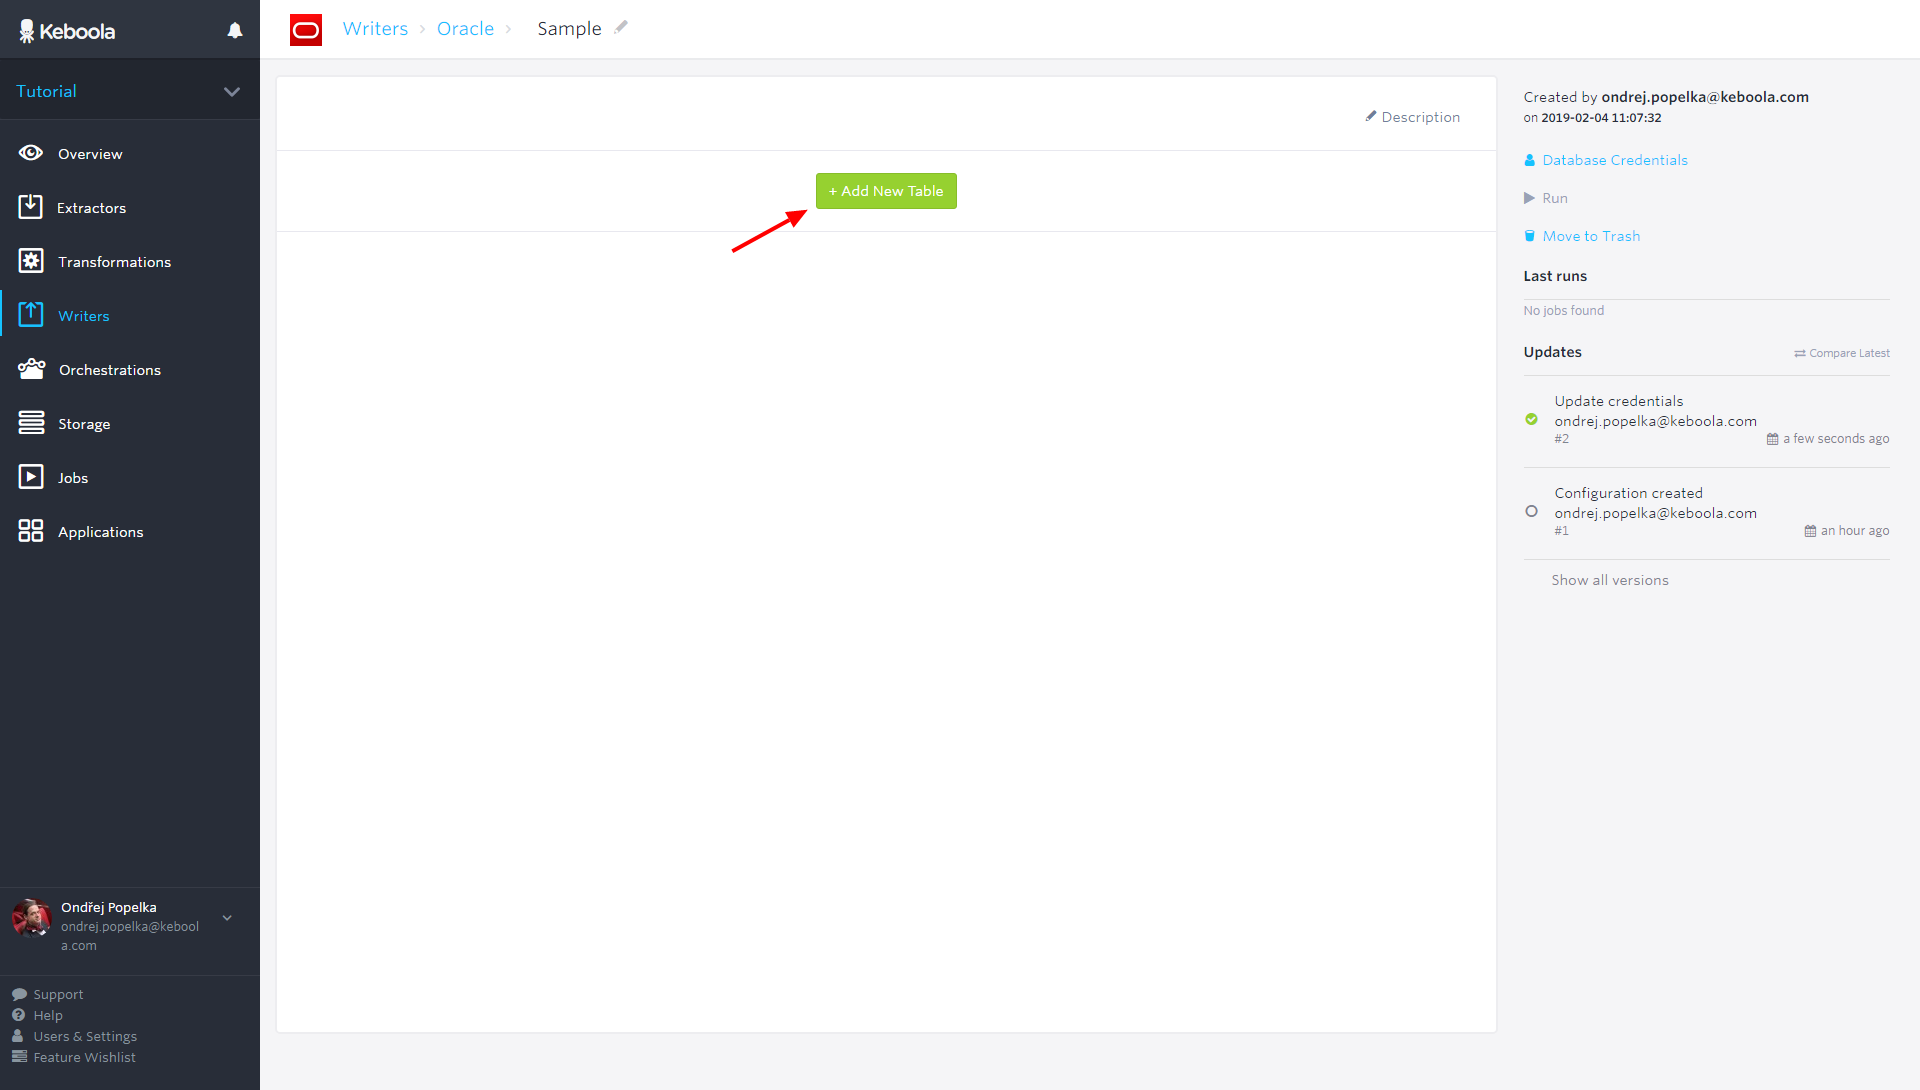 Keboola
Tutorial
Overview
Extractors
Transformations
Writers
Orchestrations
Storage
Jobs
Applications
Ondřej Popelka
ondrej.popelka@kebool
a.com
Support
Help
Users & Settings
Feature Wishlist
Writers › Oracle › Sample
Description
+ Add New Table
Created by ondrej.popelka@keboola.com
on 2019-02-04 11:07:32
Database Credentials
Run
Move to Trash
Last runs
No jobs found
Updates Compare Latest
Update credentials
ondrej.popelka@keboola.com
#2 a few seconds ago
Configuration created
ondrej.popelka@keboola.com
#1 an hour ago
Show all versions